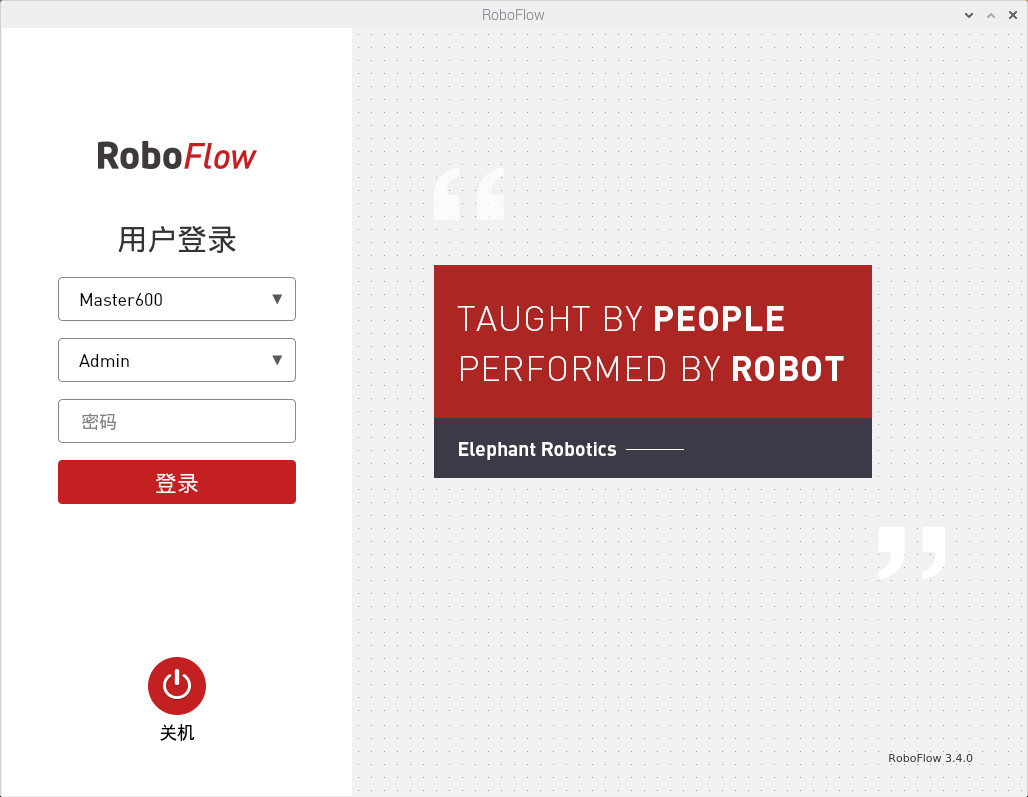 RoboFlow
RoboFlow
用户登录
Master600
Admin
密码
登录
关机
TAUGHT BY PEOPLE
PERFORMED BY ROBOT
Elephant Robotics
RoboFlow 3.4.0